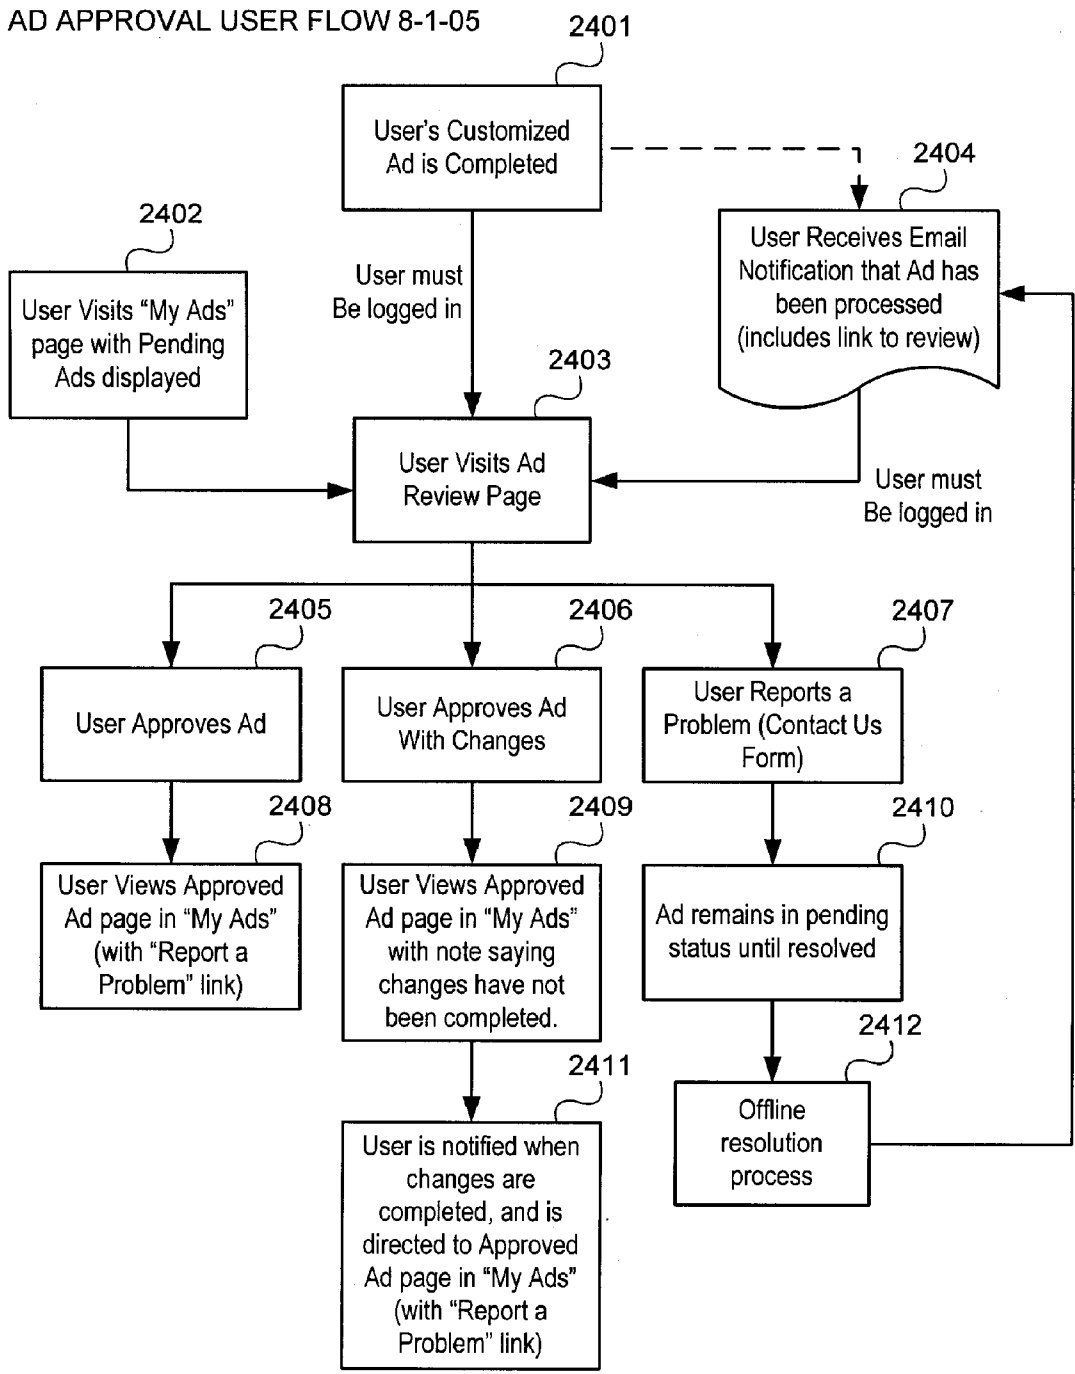 AD APPROVAL USER FLOW 8-1-05
2401
User's Customized
Ad is Completed
2404
User Receives Email
Notification that Ad has
been processed
(includes link to review)
2402
User Visits “My Ads”
page with Pending
Ads displayed
User must
Be logged in
2403
User Visits Ad
Review Page
User must
Be logged in
2405
User Approves Ad
2406
User Approves Ad
With Changes
2407
User Reports a
Problem (Contact Us
Form)
2408
User Views Approved
Ad page in “My Ads”
(with “Report a
Problem” link)
2409
User Views Approved
Ad page in “My Ads”
with note saying
changes have not
been completed.
2410
Ad remains in pending
status until resolved
2411
User is notified when
changes are
completed, and is
directed to Approved
Ad page in “My Ads”
(with “Report a
Problem” link)
2412
Offline
resolution
process